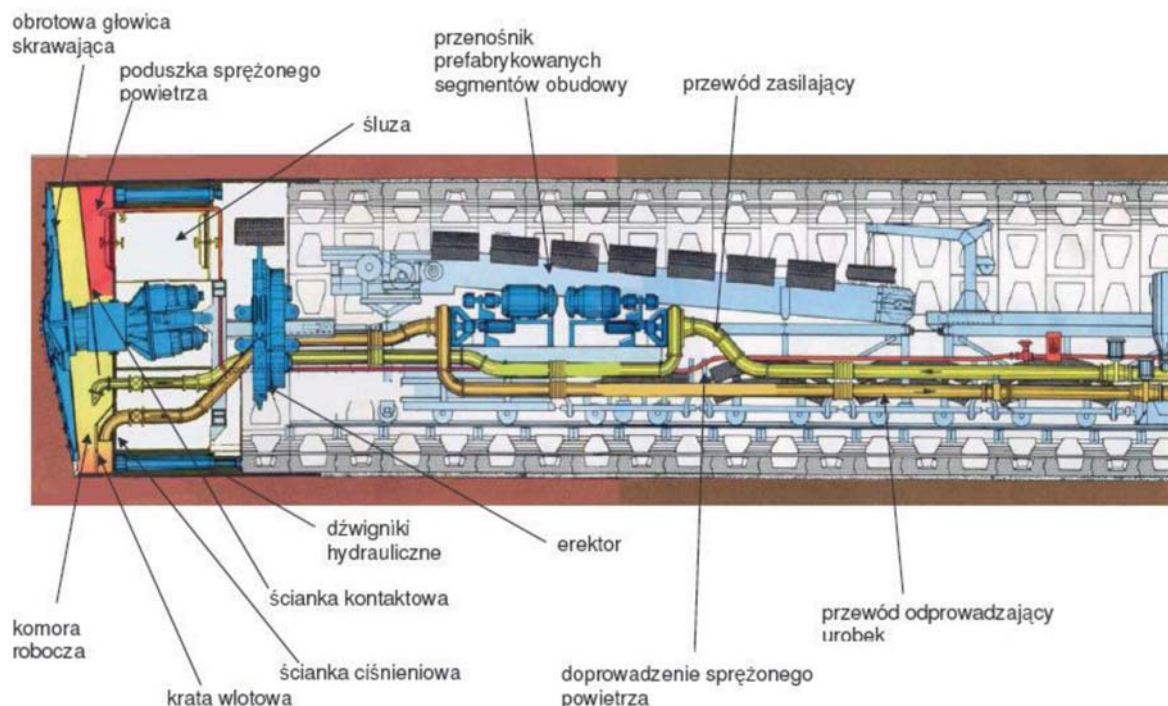 obrotowa głowica
skrawająca
poduszka sprężonego
powietrza
śluza
przenośnik
prefabrykowanych
segmentów obudowy
przewód zasilający
dźwigniki
hydrauliczne
erektor
ścianka kontaktowa
komora
robocza
ścianka ciśnieniowa
krata wlotowa
przewód odprowadzający
urobek
doprowadzenie sprężonego
powietrza